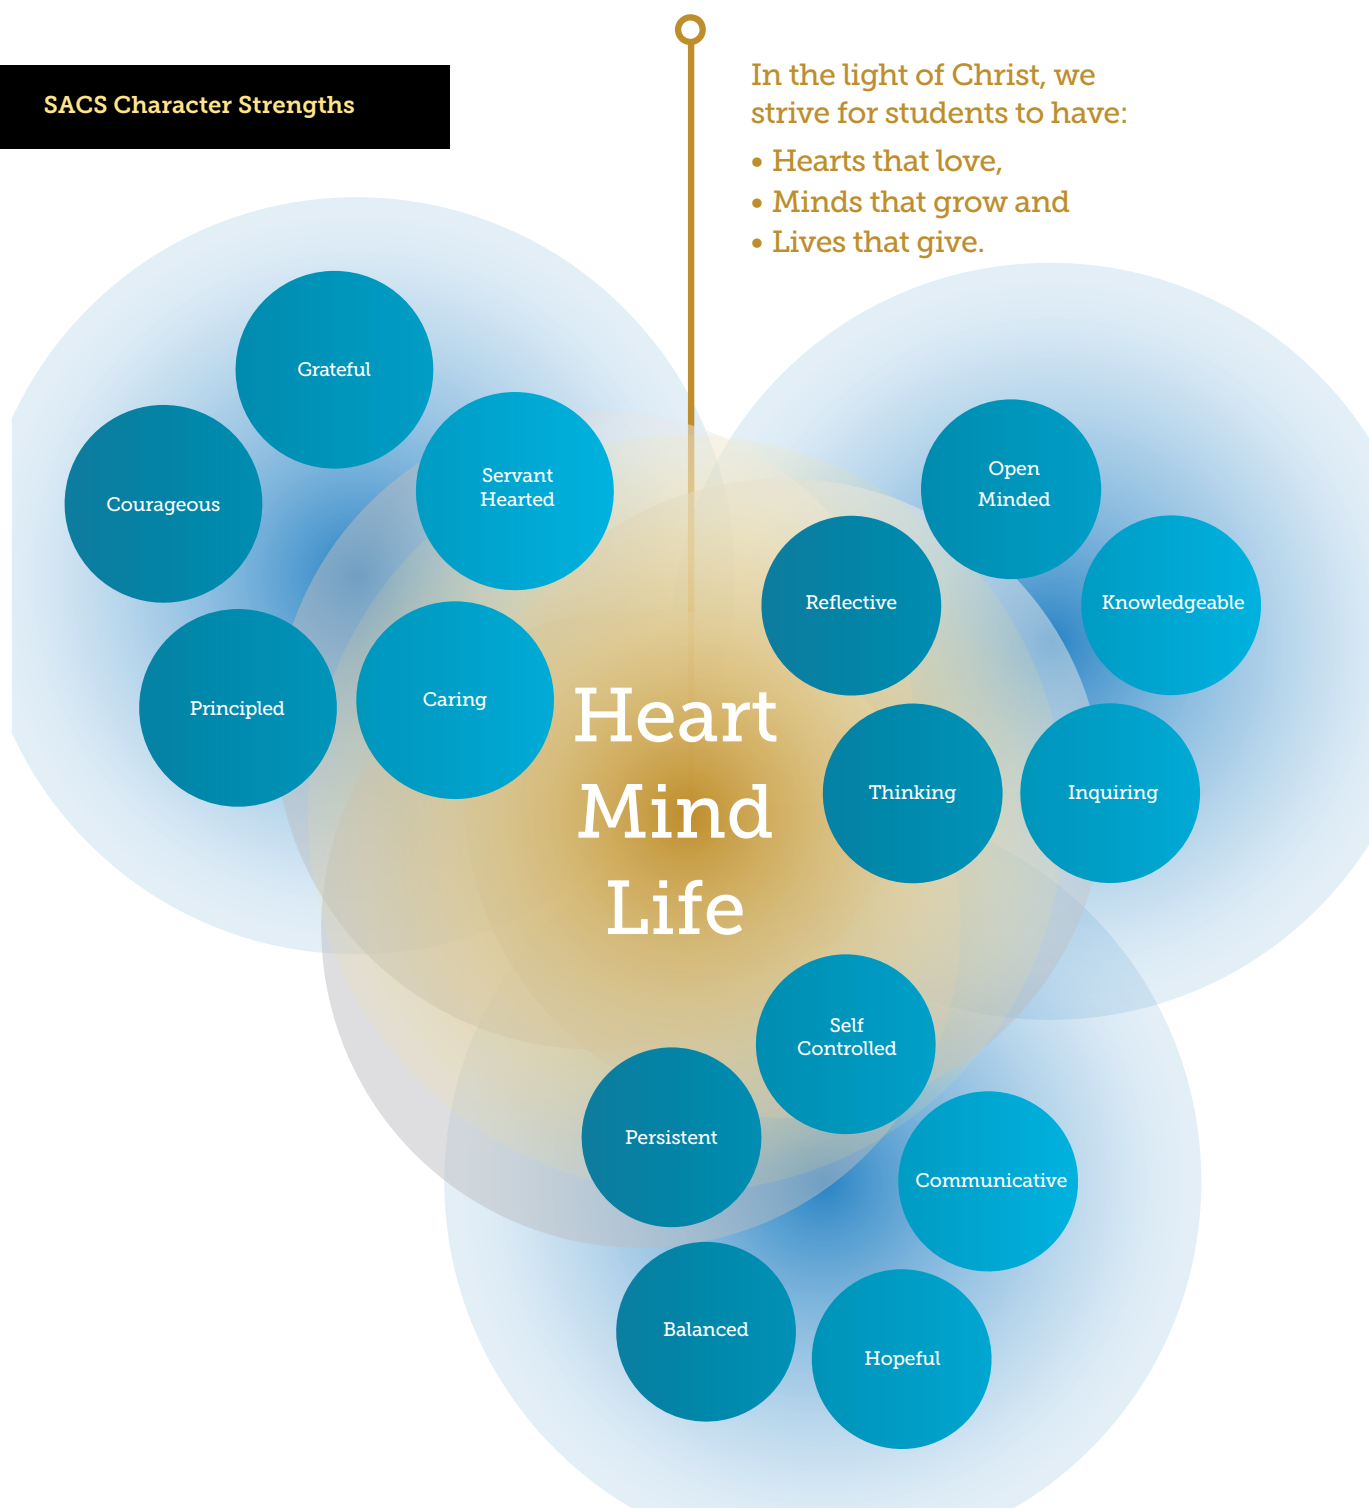 SACS Character Strengths
In the light of Christ, we
strive for students to have:
• Hearts that love,
• Minds that grow and
• Lives that give.
Grateful
Servant
Hearted
Courageous
Principled
Caring
Open
Minded
Reflective
Knowledgeable
Thinking
Inquiring
Heart
Mind
Life
Self
Controlled
Persistent
Communicative
Balanced
Hopeful